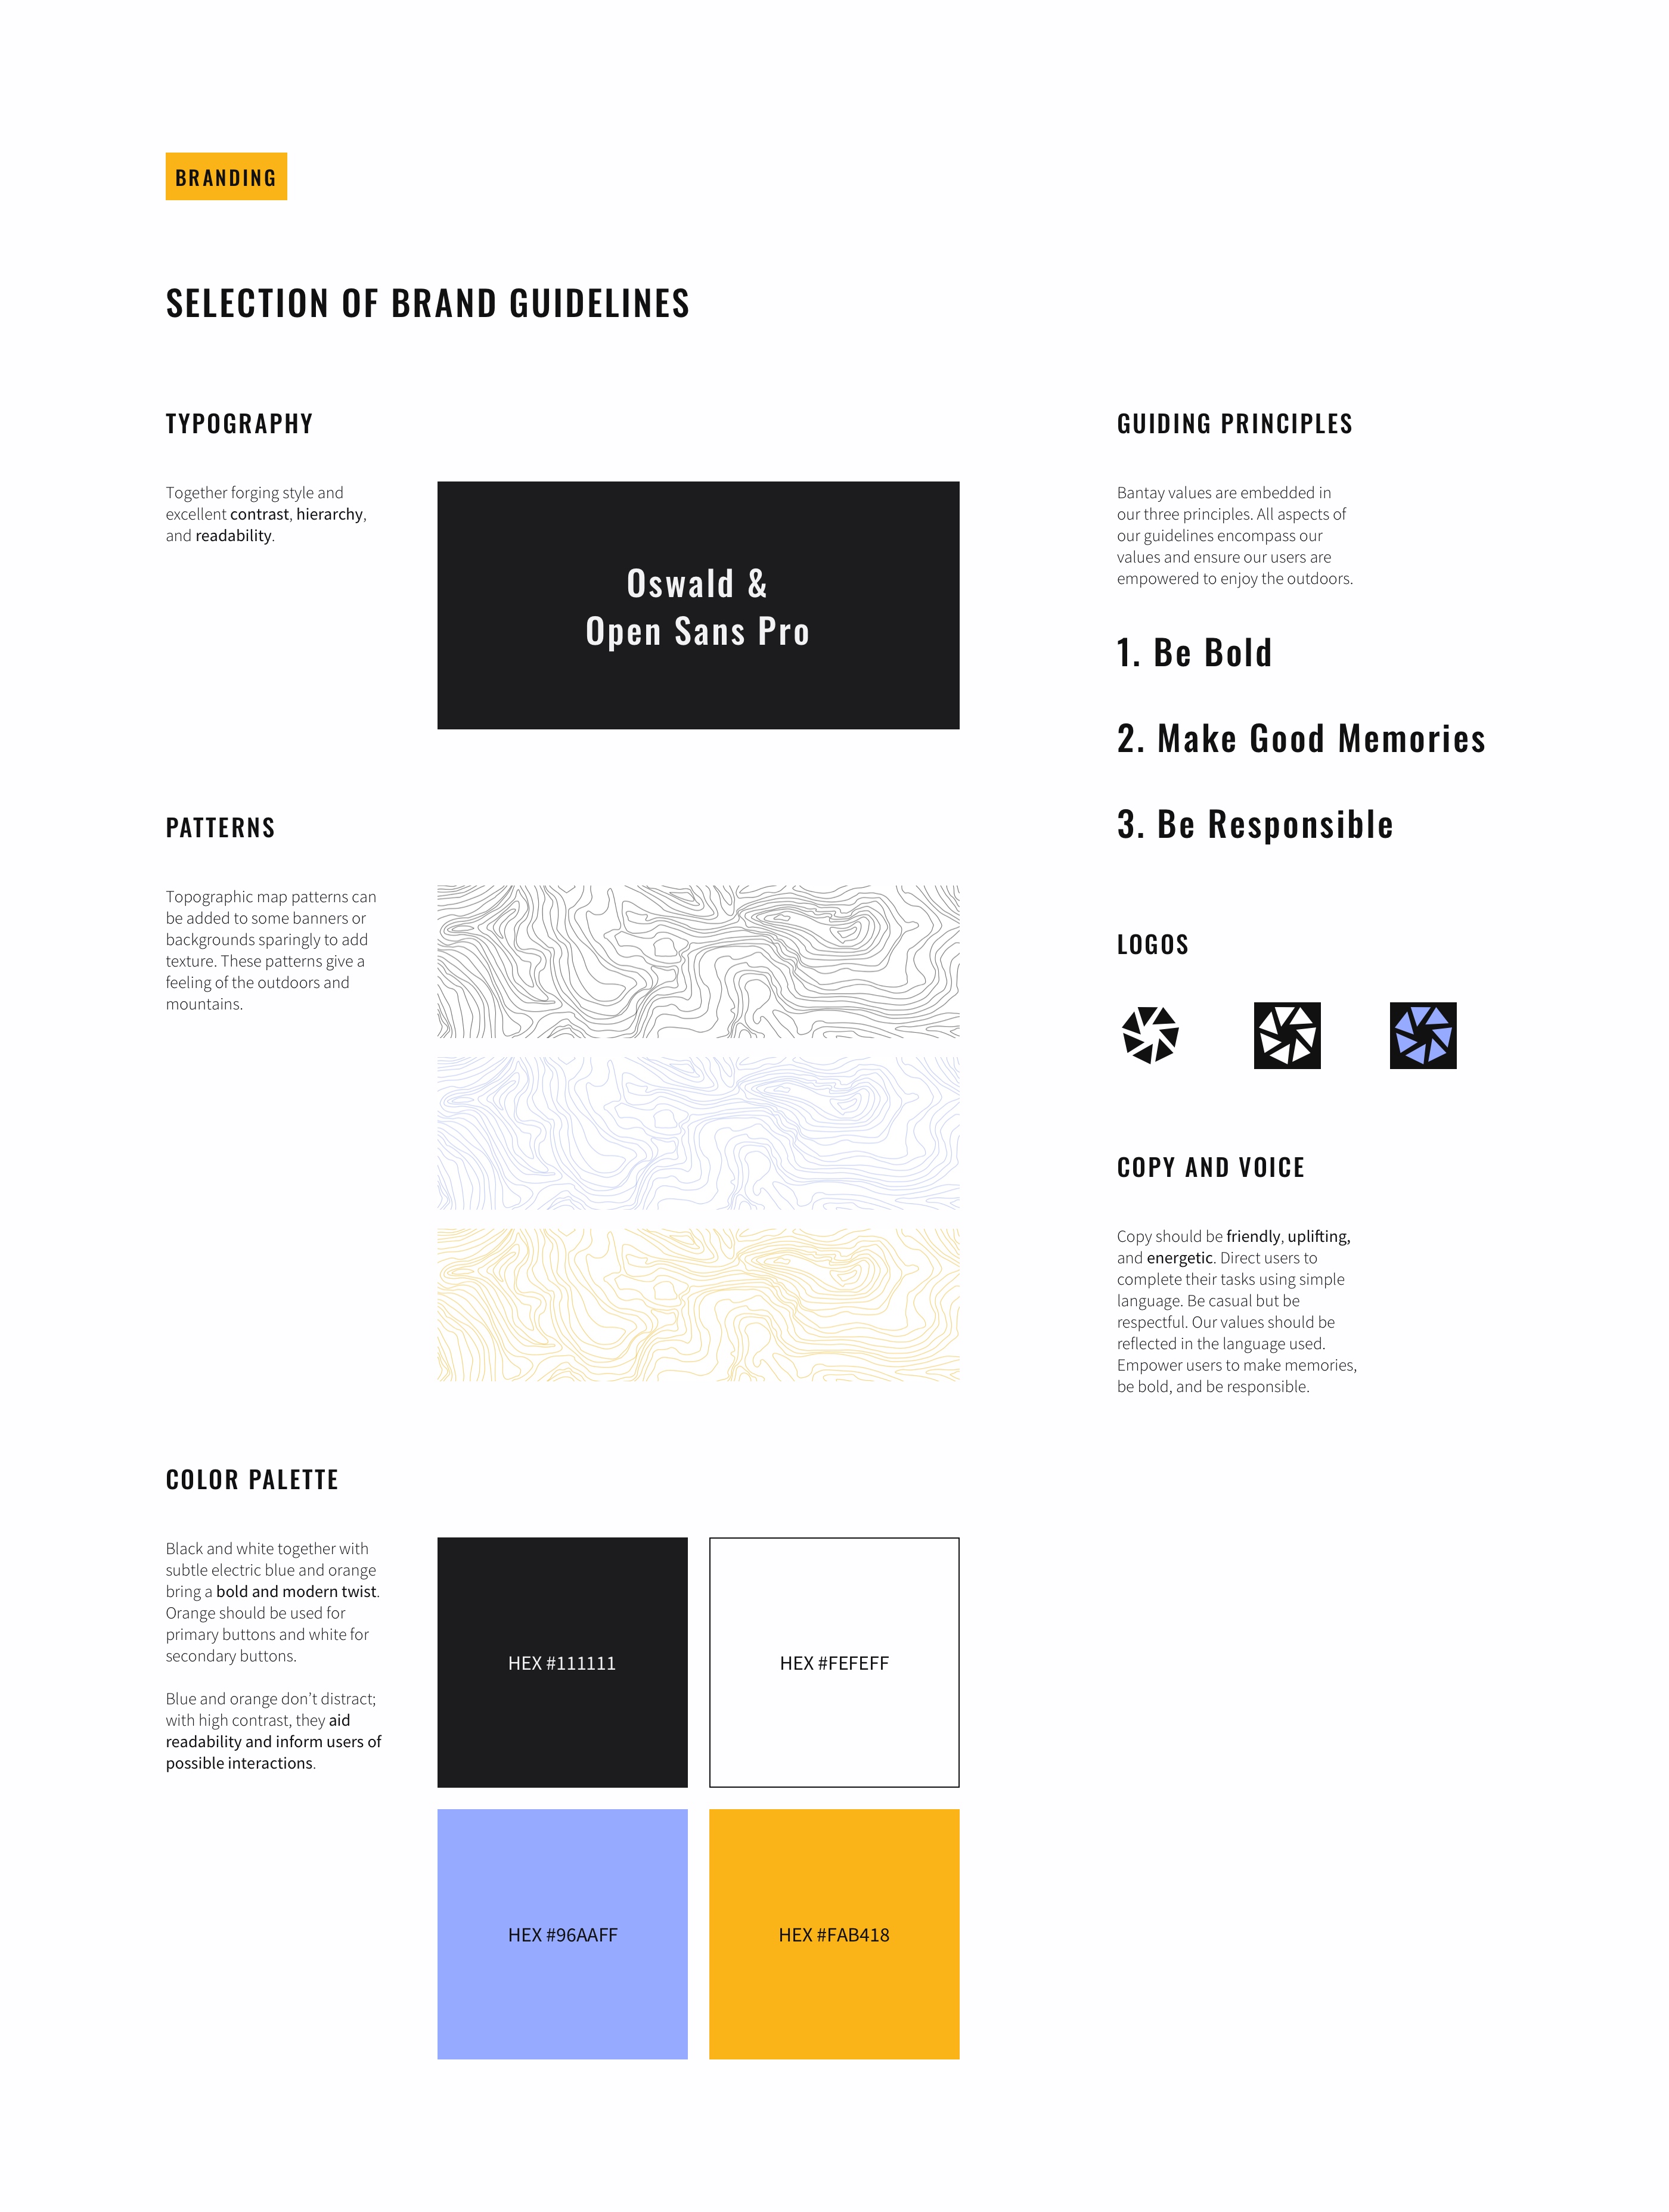 BRANDING
SELECTION OF BRAND GUIDELINES
TYPOGRAPHY
Together forging style and
excellent contrast, hierarchy,
and readability.
Oswald &
Open Sans Pro
PATTERNS
Topographic map patterns can
be added to some banners or
backgrounds sparingly to add
texture. These patterns give a
feeling of the outdoors and
mountains.
COLOR PALETTE
Black and white together with
subtle electric blue and orange
bring a bold and modern twist.
Orange should be used for
primary buttons and white for
secondary buttons.
Blue and orange don’t distract;
with high contrast, they aid
readability and inform users of
possible interactions.
HEX #111111
HEX #FEFEFF
HEX #96AAFF
HEX #FAB418
GUIDING PRINCIPLES
Bantay values are embedded in
our three principles. All aspects of
our guidelines encompass our
values and ensure our users are
empowered to enjoy the outdoors.
1. Be Bold
2. Make Good Memories
3. Be Responsible
LOGOS
COPY AND VOICE
Copy should be friendly, uplifting,
and energetic. Direct users to
complete their tasks using simple
language. Be casual but be
respectful. Our values should be
reflected in the language used.
Empower users to make memories,
be bold, and be responsible.